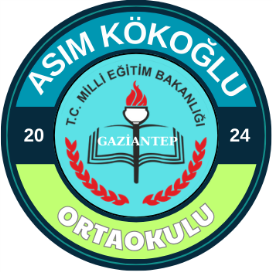 ASIM KÖKOĞLU
T.C. MİLLİ EĞİTİM BAKANLIĞI
20 24
GAZİANTEP
ORTAOKULU